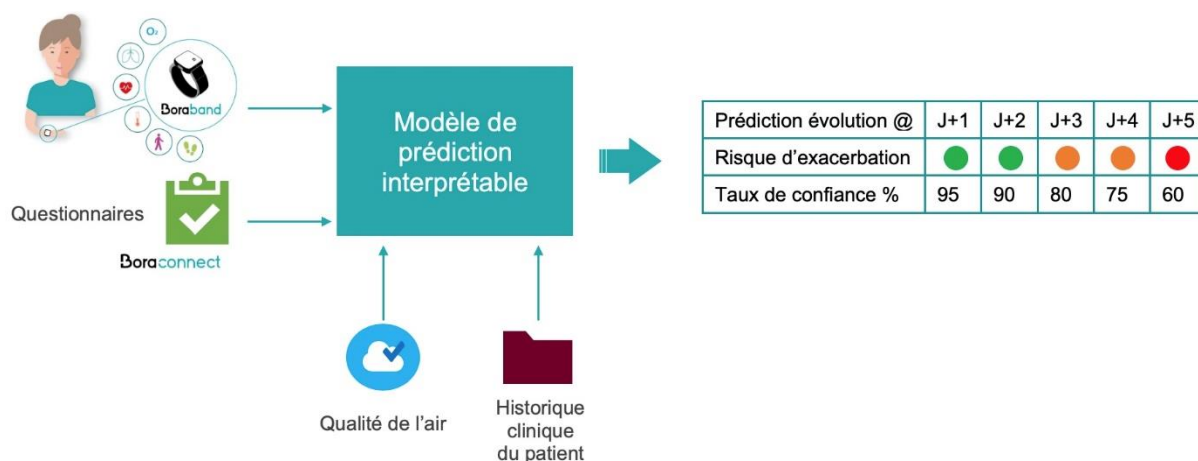 O₂
Boraband
Questionnaires
Boraconnect
Modèle de
prédiction
interprétable
Qualité de l'air
Historique
clinique
du patient
Prédiction évolution @ J+1 J+2 J+3 J+4 J+5
Risque d'exacerbation
Taux de confiance % 95 90 80 75 60